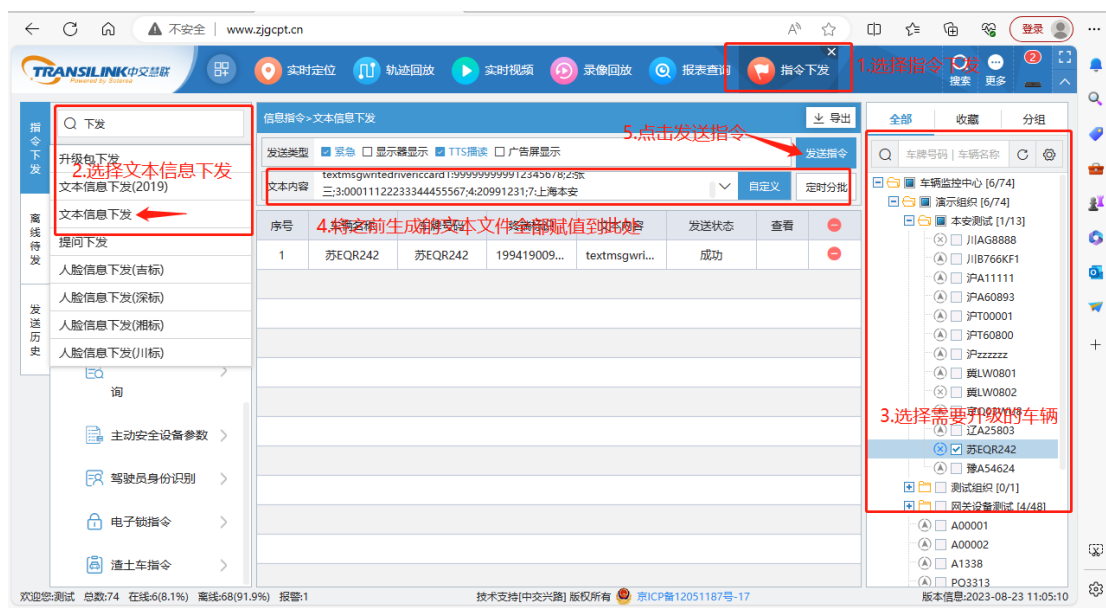 不安全 www.zjgcpt.cn 登录
TRANSILINK中交慧联
Powered by Sinoiov
实时定位 轨迹回放 实时视频 录像回放 报表查询 指令下发 搜索 更多 2
1.选择指令下发
指令下发
离线待发
发送历史
下发
升级包下发
2.选择文本信息下发
文本信息下发(2019)
文本信息下发
提问下发
人脸信息下发(吉标)
人脸信息下发(深标)
人脸信息下发(湘标)
人脸信息下发(川标)
询
主动安全设备参数
驾驶员身份识别
电子锁指令
渣土车指令
信息指令>文本信息下发 导出
5.点击发送指令
发送类型 紧急 显示器显示 TTS播读 广告屏显示 发送指令
文本内容 textmsgwritedrivericcard1:999999999912345678;2:张
三;3:00011122233344455567;4:20991231;7:上海本安 自定义 定时分批
序号 车辆名称 发送状态 查看
4.将之前生成的文本文件全部赋值到此处
1 苏EQR242 苏EQR242 199419009... textmsgwri... 成功
全部 收藏 分组
车牌号码 | 车辆名称
车辆监控中心 [6/74]
演示组织 [6/74]
本安测试 [1/13]
川AG8888
川B766KF1
沪A11111
沪A60893
沪T00001
沪T60800
沪zzzzzz
冀LW0801
冀LW0802
3.选择需要升级的车辆
辽A25803
苏EQR242
豫A54624
测试组织 [0/1]
网关设备测试 [4/48]
A00001
A00002
A1338
PO3313
欢迎您:测试 总数:74 在线:6(8.1%) 离线:68(91.9%) 报警:1 技术支持[中交兴路] 版权所有 京ICP备12051187号-17 版本信息:2023-08-23 11:05:10